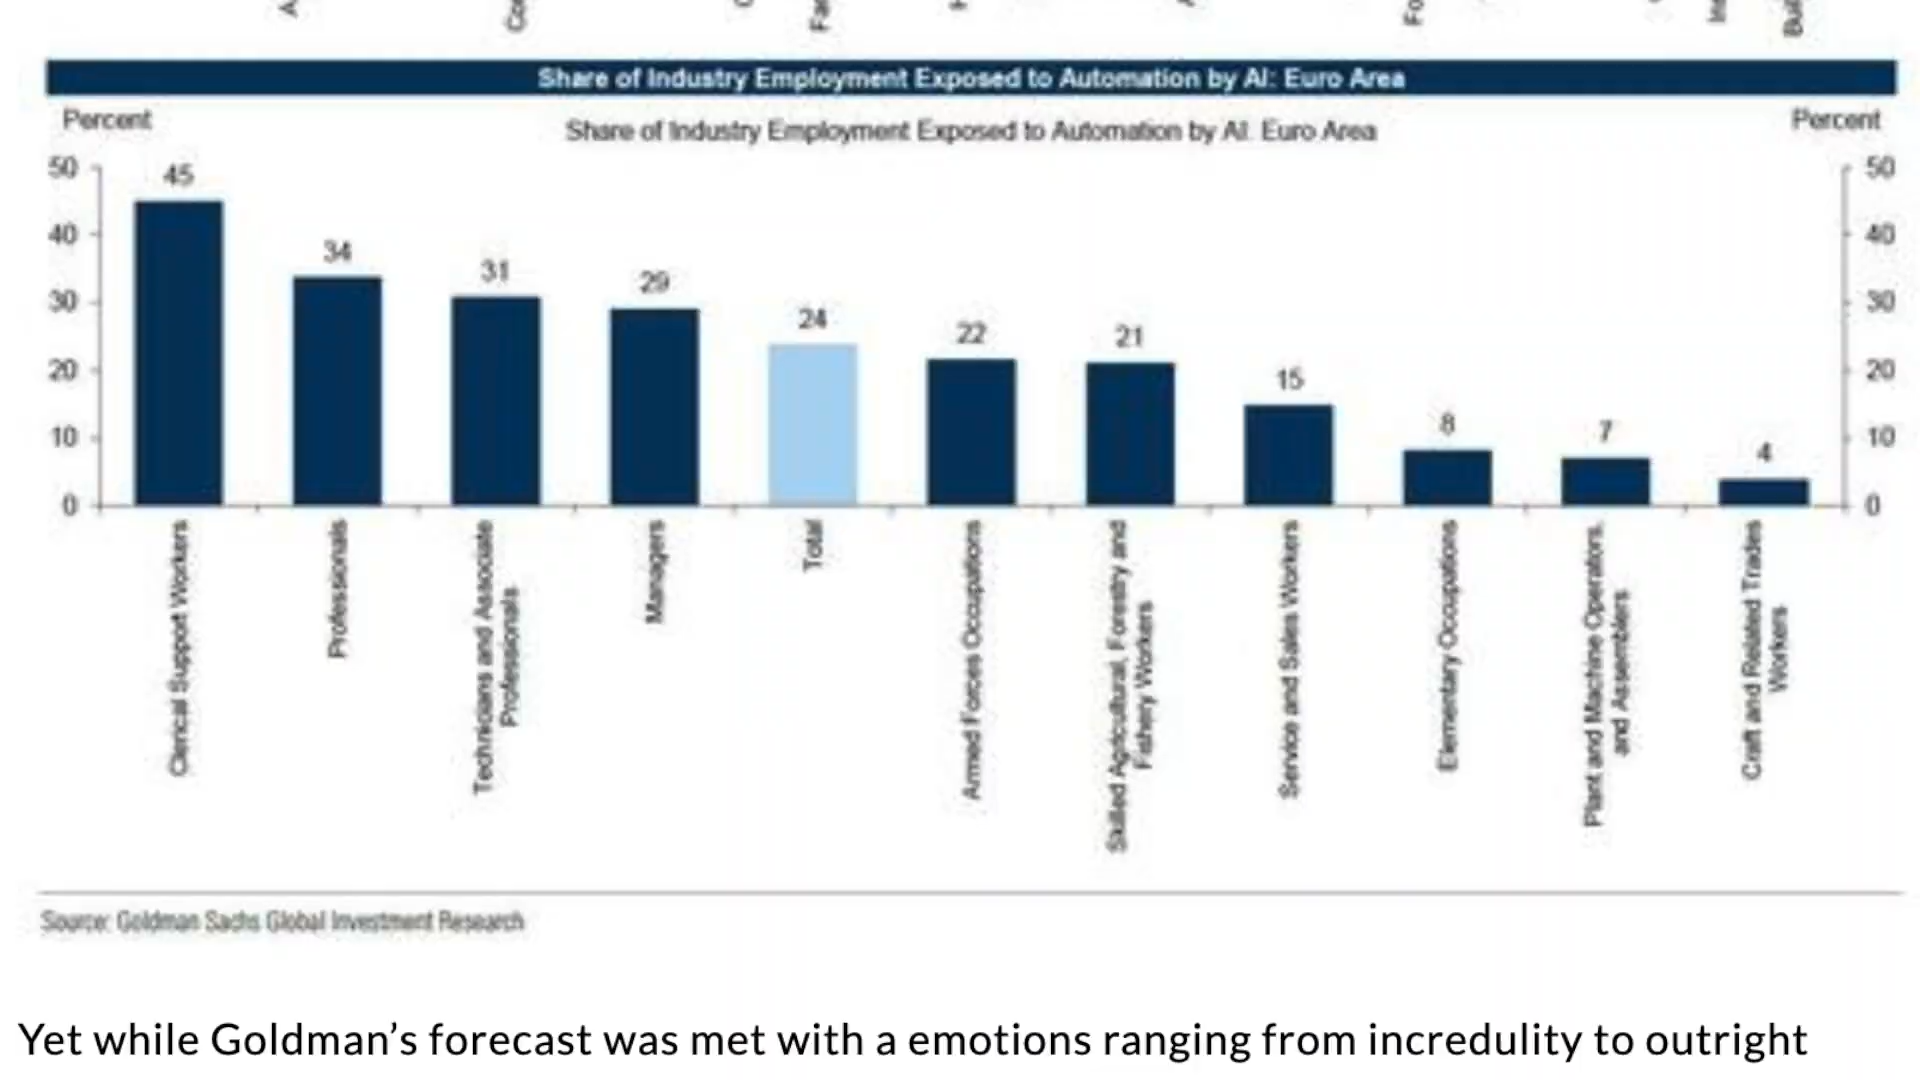 Share of Industry Employment Exposed to Automation by AI: Euro Area
Percent
Percent
Share of Industry Employment Exposed to Automation by AI: Euro Area
50
40
30
20
10
0
45
34
31
29
24
22
21
15
8
7
4
50
40
30
20
10
0
Clerical Support Workers
Professionals
Technicians and Associate
Professionals
Managers
Total
Armed Forces Occupations
Skilled Agricultural, Forestry and
Fishery Workers
Service and Sales Workers
Elementary Occupations
Plant and Machine Operators,
and Assemblers
Craft and Related Trades
Workers
Source: Goldman Sachs Global Investment Research
Yet while Goldman’s forecast was met with a emotions ranging from incredulity to outright